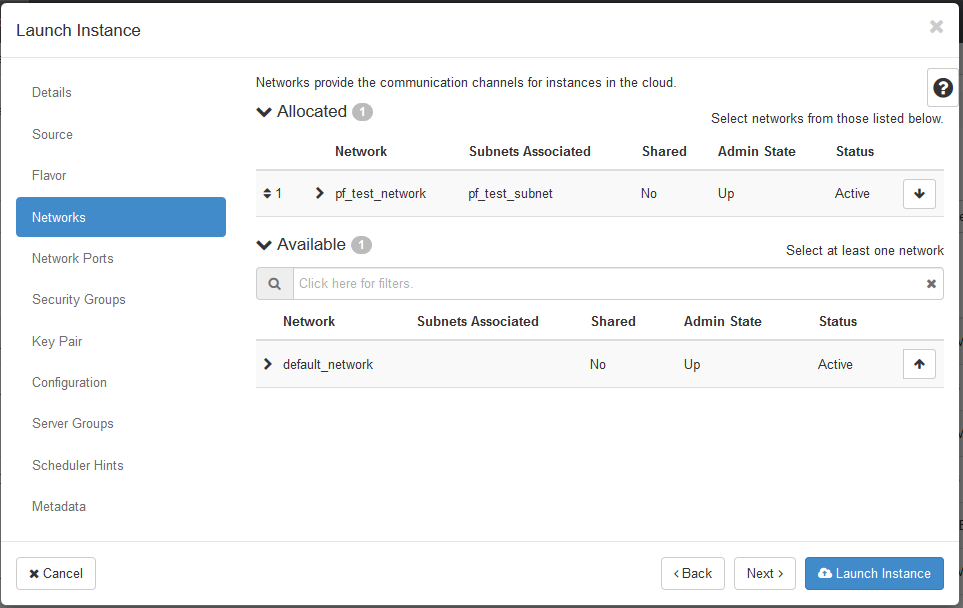 Launch Instance
Details
Source
Flavor
Networks
Network Ports
Security Groups
Key Pair
Configuration
Server Groups
Scheduler Hints
Metadata
Networks provide the communication channels for instances in the cloud.
Allocated 1
Select networks from those listed below.
Network Subnets Associated Shared Admin State Status
1 pf_test_network pf_test_subnet No Up Active
Available 1
Select at least one network
Click here for filters.
Network Subnets Associated Shared Admin State Status
default_network No Up Active
Cancel
Back Next Launch Instance